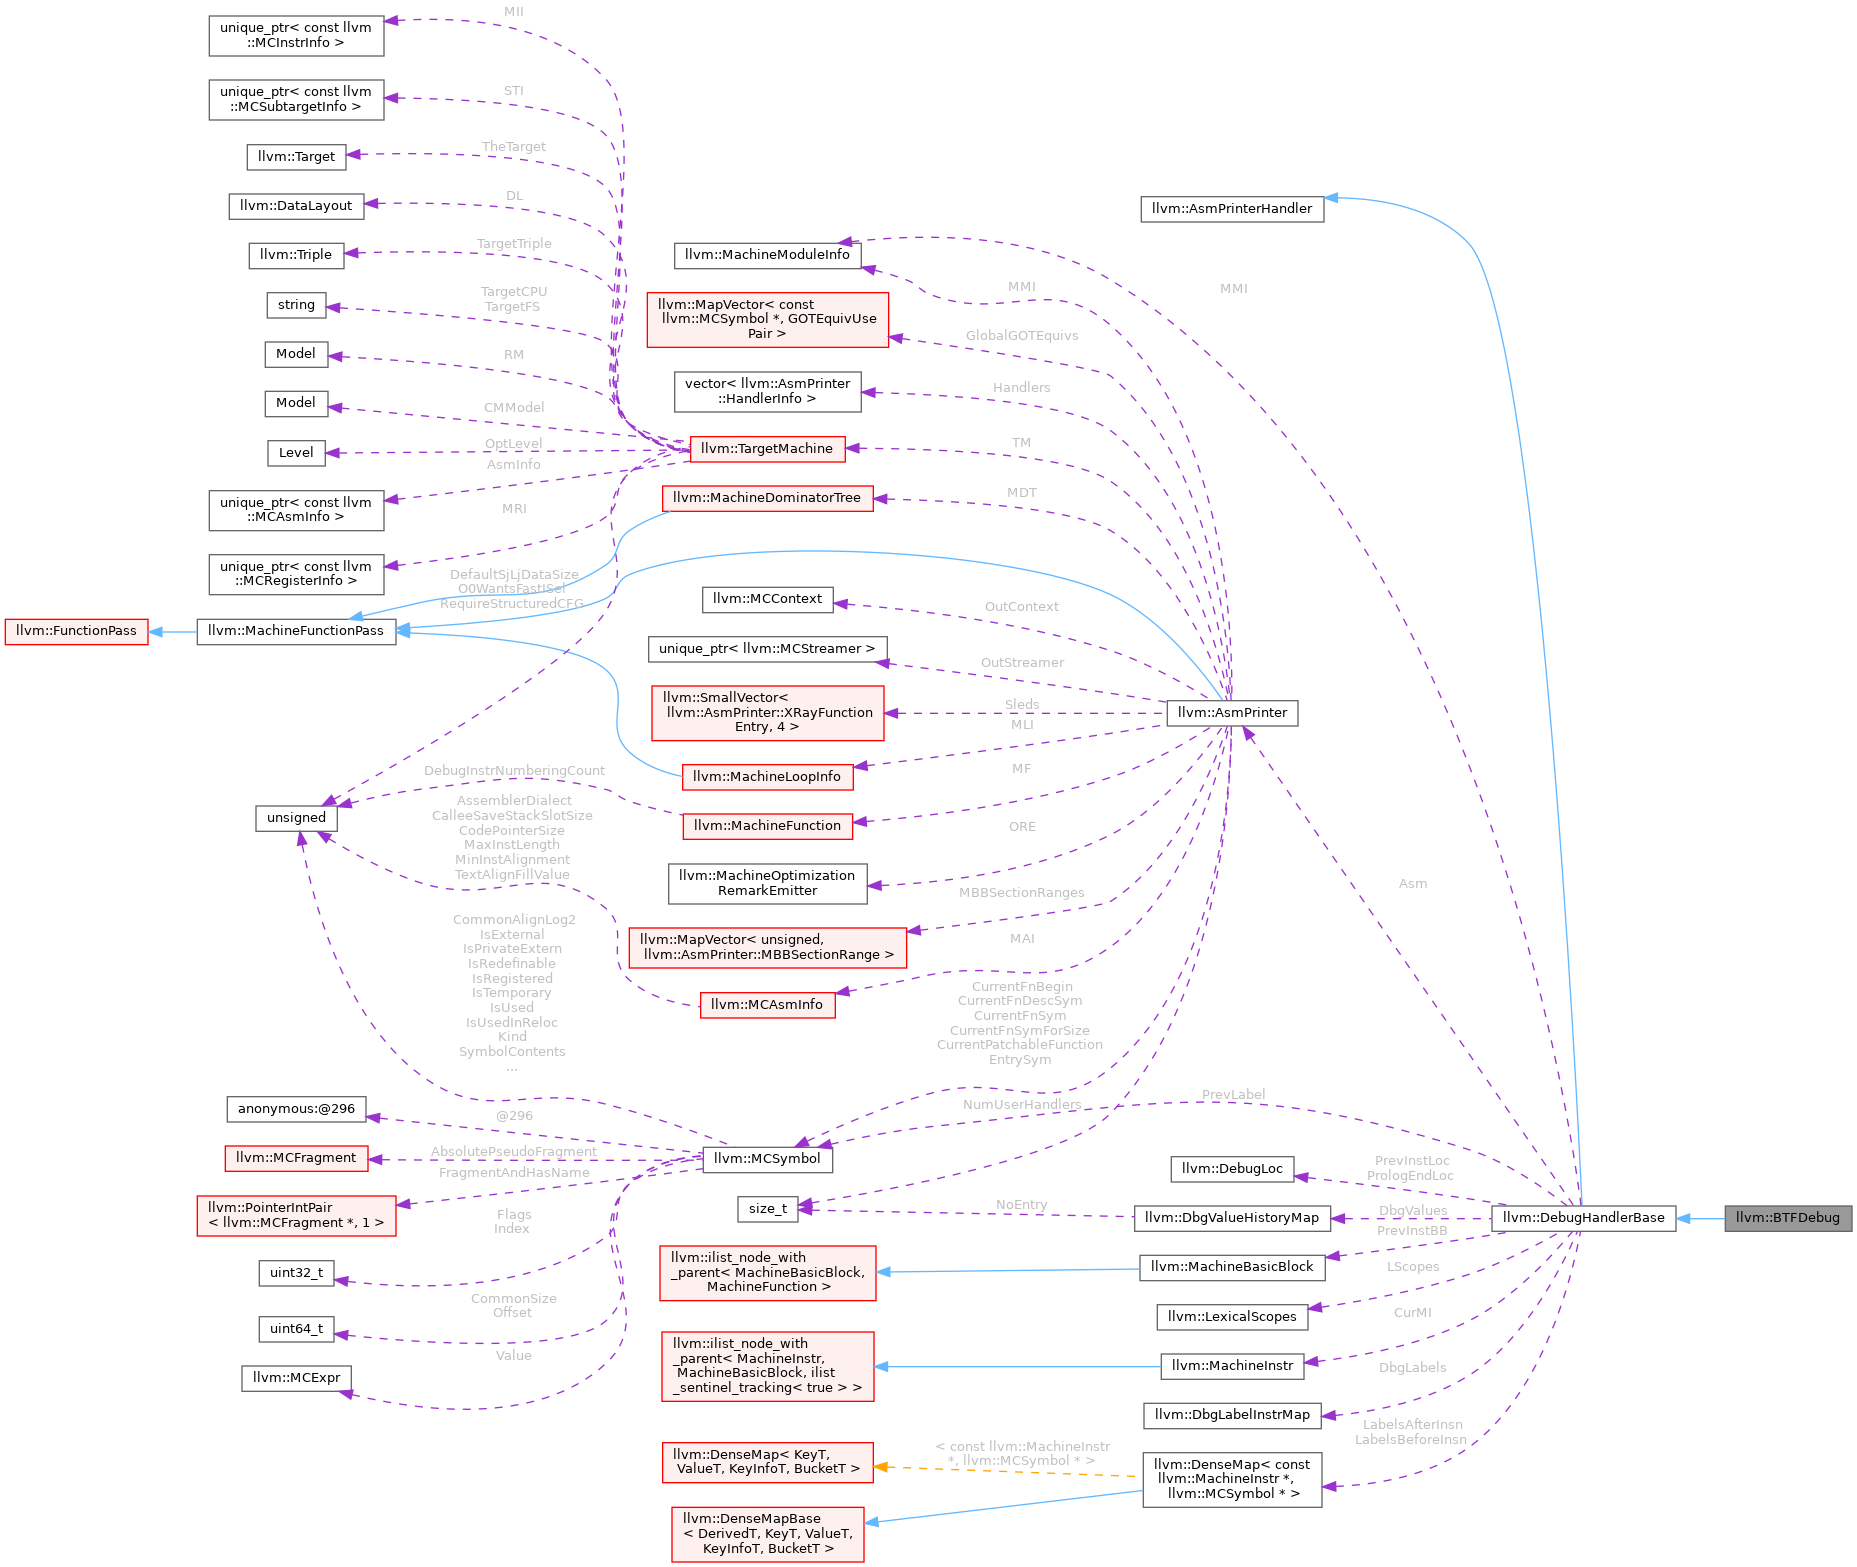 MII
unique_ptr< const llvm
::MCInstrInfo >
STI
unique_ptr< const llvm
::MCSubtargetInfo >
TheTarget
llvm::Target
DL
llvm::DataLayout
TargetTriple
llvm::Triple
TargetCPU
TargetFS
string
RM
Model
CMModel
Model
OptLevel
Level
AsmInfo
unique_ptr< const llvm
::MCAsmInfo >
MRI
unique_ptr< const llvm
::MCRegisterInfo >
DefaultSjLjDataSize
O0WantsFastISel
RequireStructuredCFG
llvm::FunctionPass
llvm::MachineFunctionPass
DebugInstrNumberingCount
unsigned
AssemblerDialect
CalleeSaveStackSlotSize
CodePointerSize
MaxInstLength
MinInstAlignment
TextAlignFillValue
CommonAlignLog2
IsExternal
IsPrivateExtern
IsRedefinable
IsRegistered
IsTemporary
IsUsed
IsUsedInReloc
Kind
SymbolContents
...
anonymous:@296
@296
llvm::MCFragment
AbsolutePseudoFragment
FragmentAndHasName
llvm::PointerIntPair
< llvm::MCFragment *, 1 >
Flags
Index
uint32_t
CommonSize
Offset
uint64_t
Value
llvm::MCExpr
llvm::MachineModuleInfo
llvm::MapVector< const
llvm::MCSymbol *, GOTEquivUse
Pair >
vector< llvm::AsmPrinter
::HandlerInfo >
llvm::TargetMachine
llvm::MachineDominatorTree
llvm::MCContext
unique_ptr< llvm::MCStreamer >
llvm::SmallVector<
llvm::AsmPrinter::XRayFunction
Entry, 4 >
llvm::MachineLoopInfo
llvm::MachineFunction
llvm::MachineOptimization
RemarkEmitter
llvm::MapVector< unsigned,
llvm::AsmPrinter::MBBSectionRange >
llvm::MCAsmInfo
llvm::MCSymbol
size_t
llvm::ilist_node_with
_parent< MachineBasicBlock,
MachineFunction >
llvm::ilist_node_with
_parent< MachineInstr,
MachineBasicBlock, ilist
_sentinel_tracking< true > >
llvm::DenseMap< KeyT,
ValueT, KeyInfoT, BucketT >
llvm::DenseMapBase
< DerivedT, KeyT, ValueT,
KeyInfoT, BucketT >
MMI
GlobalGOTEquivs
Handlers
TM
MDT
OutContext
OutStreamer
Sleds
MLI
MF
ORE
MBBSectionRanges
MAI
CurrentFnBegin
CurrentFnDescSym
CurrentFnSym
CurrentFnSymForSize
CurrentPatchableFunction
EntrySym
NumUserHandlers
NoEntry
< const llvm::MachineInstr
*, llvm::MCSymbol * >
llvm::AsmPrinterHandler
MMI
llvm::AsmPrinter
Asm
PrevLabel
llvm::DebugLoc
PrevInstLoc
PrologEndLoc
llvm::DbgValueHistoryMap
DbgValues
PrevInstBB
llvm::MachineBasicBlock
LScopes
llvm::LexicalScopes
CurMI
llvm::MachineInstr
DbgLabels
llvm::DbgLabelInstrMap
LabelsAfterInsn
LabelsBeforeInsn
llvm::DenseMap< const
llvm::MachineInstr *,
llvm::MCSymbol * >
llvm::DebugHandlerBase
llvm::BTFDebug